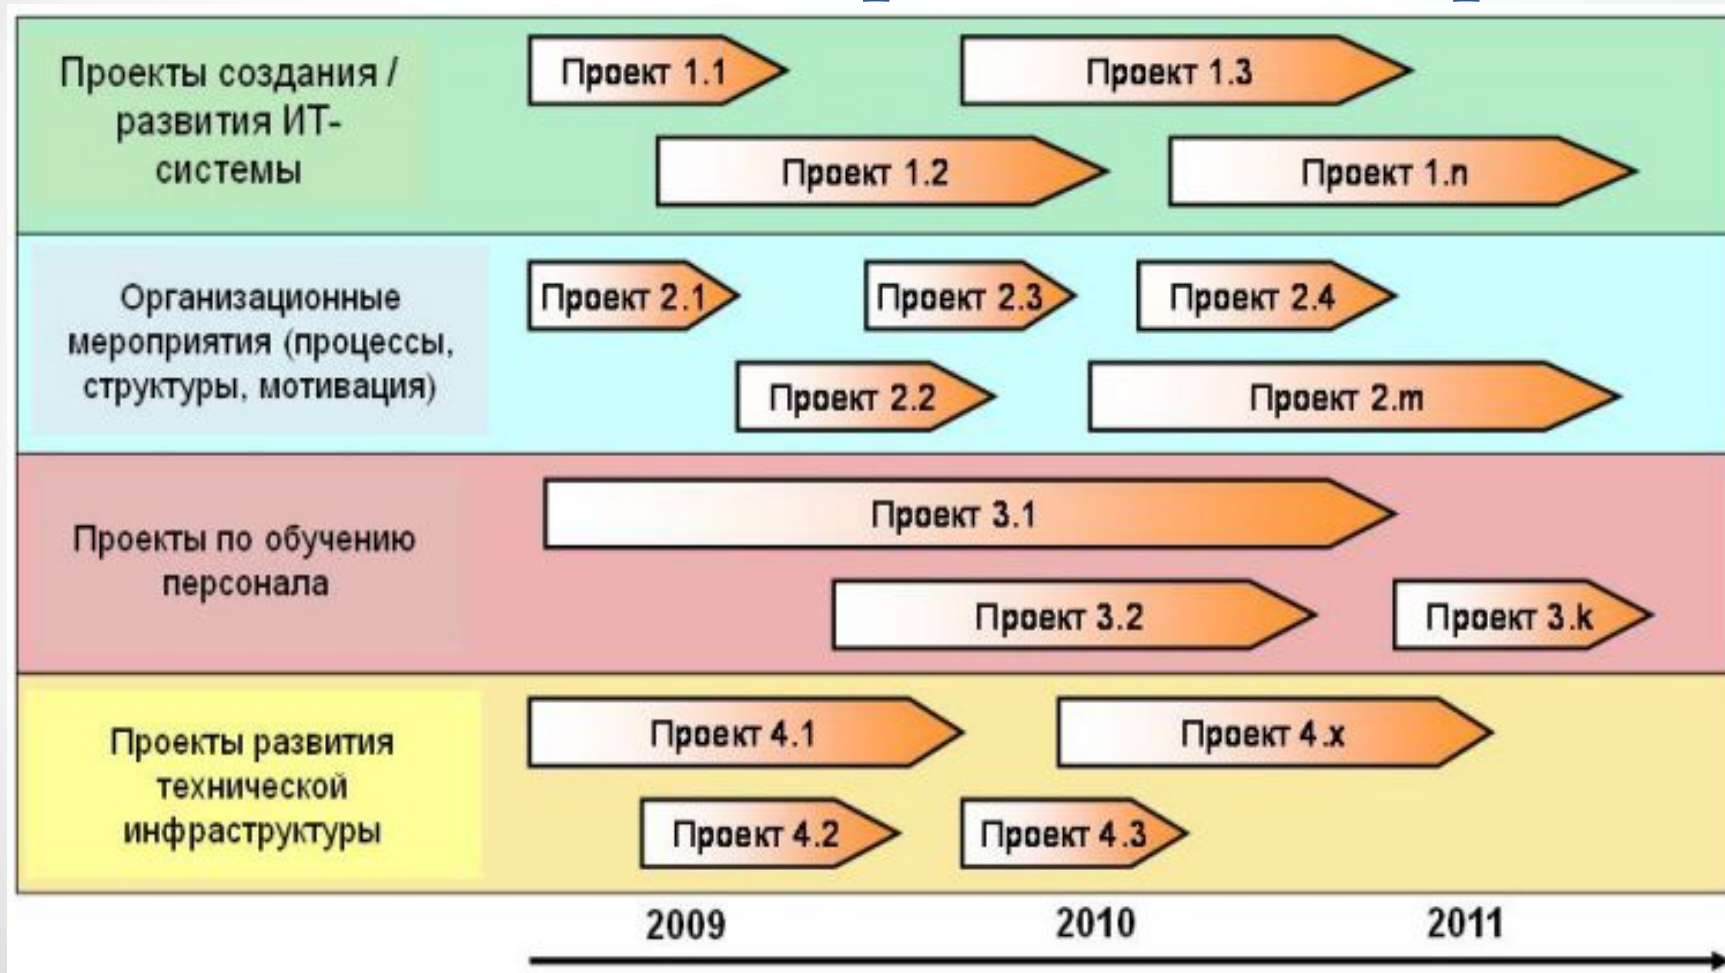 Проекты создания /
развития ИТ-
системы
Проект 1.1
Проект 1.3
Проект 1.2
Проект 1.n
Организационные
мероприятия (процессы,
структуры, мотивация)
Проект 2.1
Проект 2.3
Проект 2.4
Проект 2.2
Проект 2.m
Проекты по обучению
персонала
Проект 3.1
Проект 3.2
Проект 3.k
Проекты развития
технической
инфраструктуры
Проект 4.1
Проект 4.x
Проект 4.2
Проект 4.3
2009
2010
2011